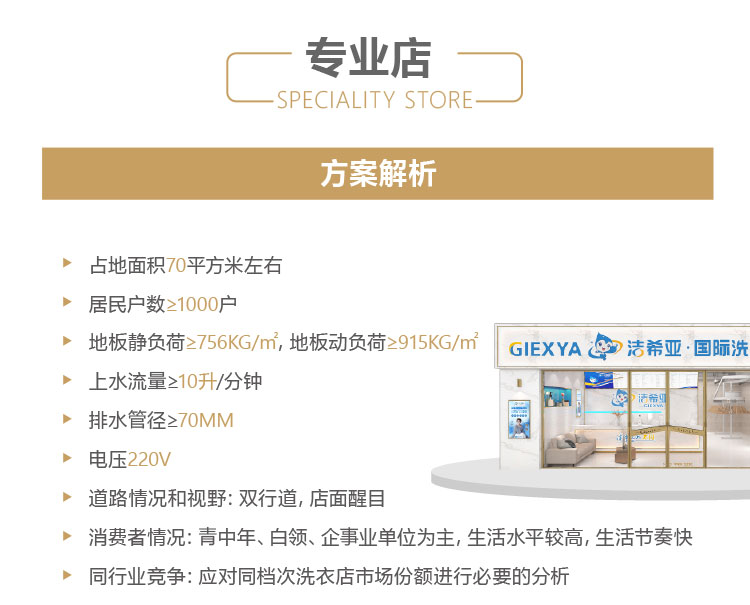 专业店
SPECIALITY STORE
方案解析
占地面积70平方米左右
居民户数≥1000户
地板静负荷≥756KG/㎡, 地板动负荷≥915KG/㎡
上水流量≥10升/分钟
排水管径≥70MM
电压220V
道路情况和视野: 双行道, 店面醒目
消费者情况: 青中年、白领、企事业单位为主, 生活水平较高, 生活节奏快
同行业竞争: 应对同档次洗衣店市场份额进行必要的分析
GIEXYA 洁希亚·国际洗
洁希亚
GIEXYA